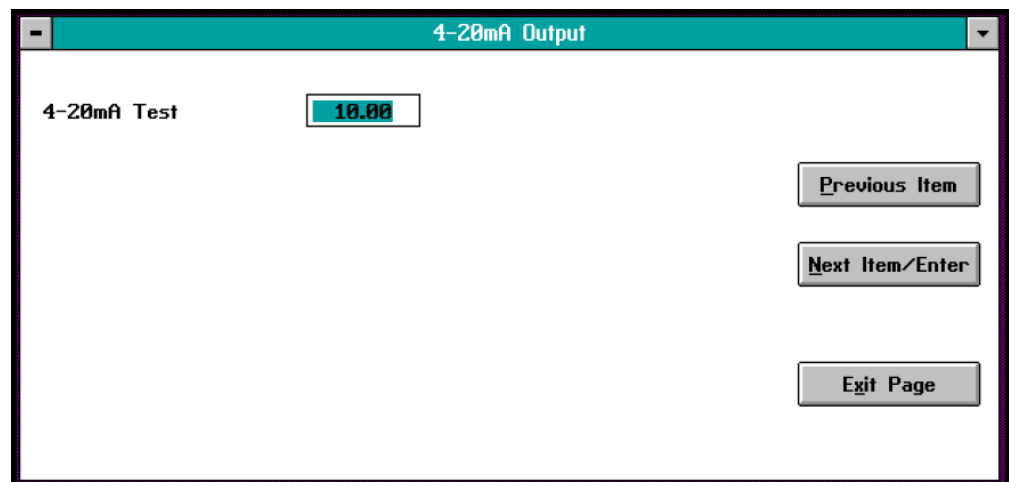 4-20mA Output
4-20mA Test 10.00
Previous Item
Next Item/Enter
Exit Page